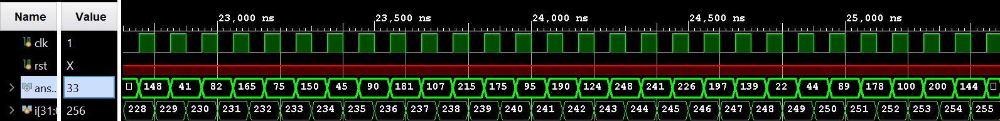 Name Value 23,000 ns 23,500 ns 24,000 ns 24,500 ns 25,000 ns
clk 1
rst X
ans.. 33 148 41 82 165 75 150 45 90 181 107 215 175 95 190 124 248 241 226 197 139 22 44 89 178 100 200 144
i[31:0 256 228 229 230 231 232 233 234 235 236 237 238 239 240 241 242 243 244 245 246 247 248 249 250 251 252 253 254 255